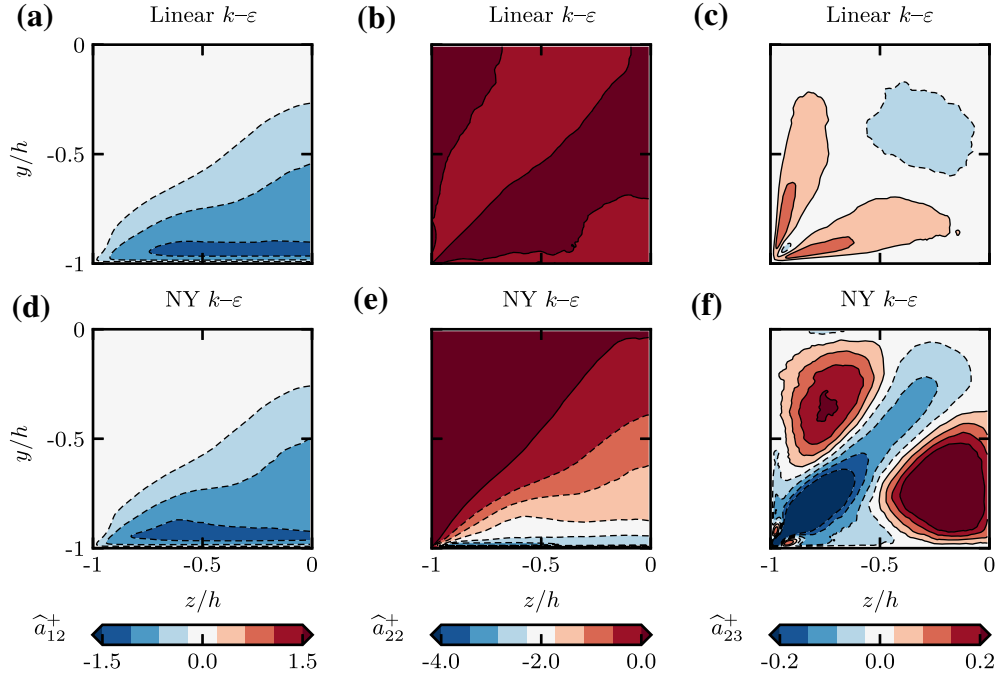 (a) Linear k–ε
(b) Linear k–ε
(c) Linear k–ε
0
-0.5
-1
y/h
(d) NY k–ε
(e) NY k–ε
(f) NY k–ε
0
-0.5
-1
y/h
-1 -0.5 0
-1 -0.5 0
-1 -0.5 0
z/h
z/h
z/h
â₁₂⁺ -1.5 0.0 1.5
â₂₂⁺ -4.0 -2.0 0.0
â₂₃⁺ -0.2 0.0 0.2